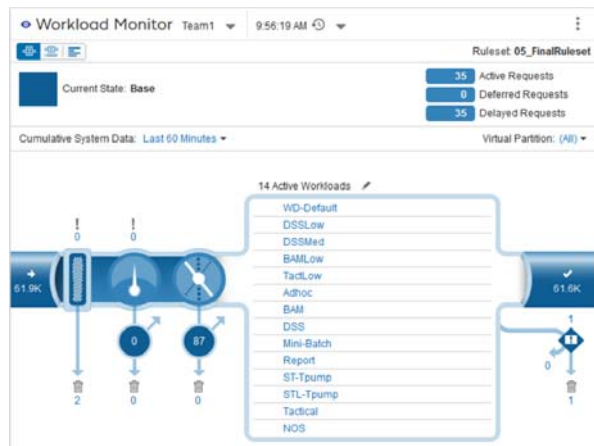 Workload Monitor Team1 9:56:19 AM
Ruleset: 05_FinalRuleset
Current State: Base
35 Active Requests
0 Deferred Requests
35 Delayed Requests
Cumulative System Data: Last 60 Minutes
Virtual Partition: (All)
14 Active Workloads
WD-Default
DSSLow
DSSMed
BAMLow
TactLow
Adhoc
BAM
DSS
Mini-Batch
Report
ST-Tpump
STL-Tpump
Tactical
NOS
! !
0 0
61.9K
0 87
2 0 0
61.6K
1
!
0
1